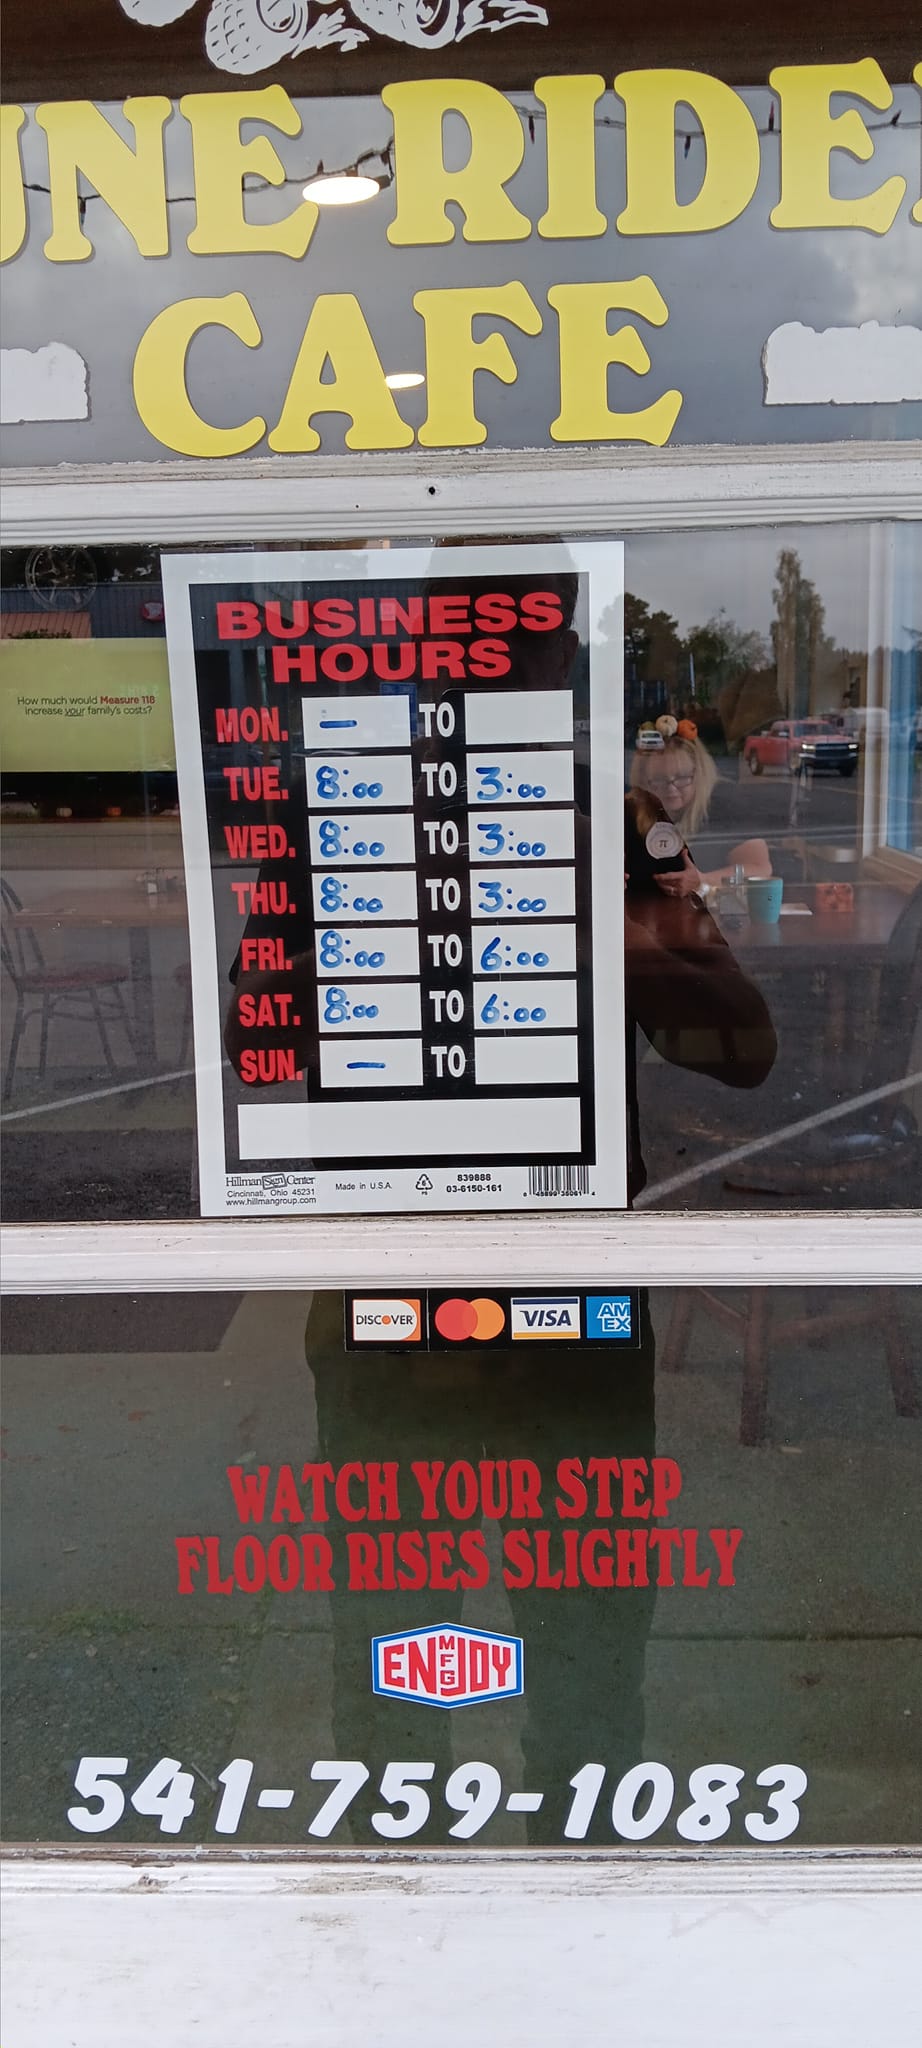 UNE RIDE
CAFE
BUSINESS
HOURS
MON. — TO
TUE. 8:00 TO 3:00
WED. 8:00 TO 3:00
THU. 8:00 TO 3:00
FRI. 8:00 TO 6:00
SAT. 8:00 TO 6:00
SUN. — TO
Hillman Sign Center
Cincinnati, Ohio 45231
www.hillmangroup.com
Made in U.S.A.
6
PS
839888
03-6150-161
How much would Measure 118
increase your family's costs?
π
DISCOVER
VISA
AM
EX
WATCH YOUR STEP
FLOOR RISES SLIGHTLY
ENJOY
MFG
541-759-1083